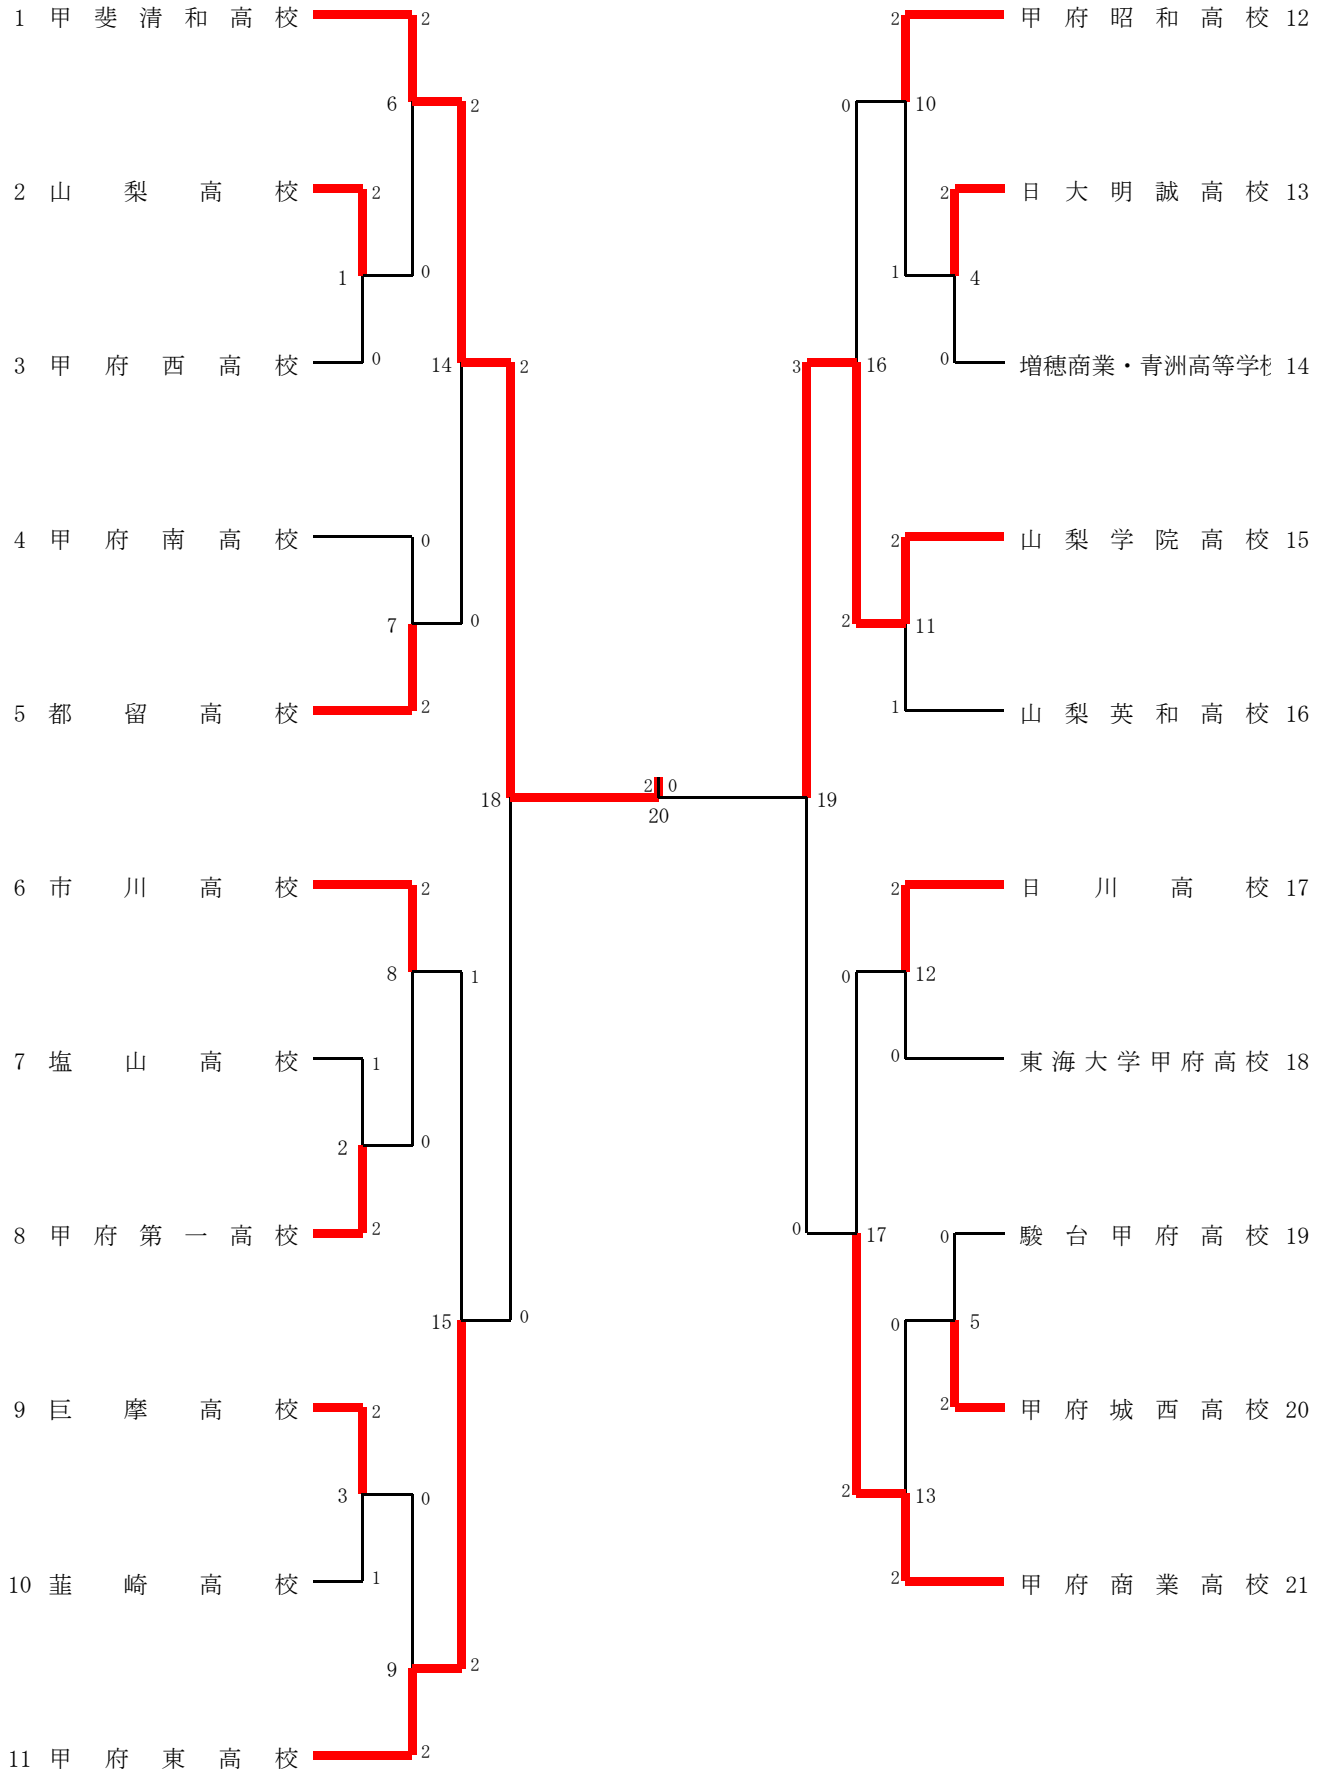 1 甲斐清和高校 2 2 甲府昭和高校 12
6 2 0 10
2 山梨高校 2 2 日大明誠高校 13
1 0 1 4
3 甲府西高校 0 14 2 3 16 0 増穂商業・青洲高等学校 14
4 甲府南高校 0 2 山梨学院高校 15
7 0 2 11
5 都留高校 2 1 山梨英和高校 16
18 2 0 19
20
6 市川高校 2 2 日川高校 17
8 1 0 12
7 塩山高校 1 0 東海大学甲府高校 18
2 0
8 甲府第一高校 2 0 17 0 駿台甲府高校 19
15 0 0 5
9 巨摩高校 2 2 甲府城西高校 20
3 0 2 13
10 韮崎高校 1 2 甲府商業高校 21
9 2
11 甲府東高校 2